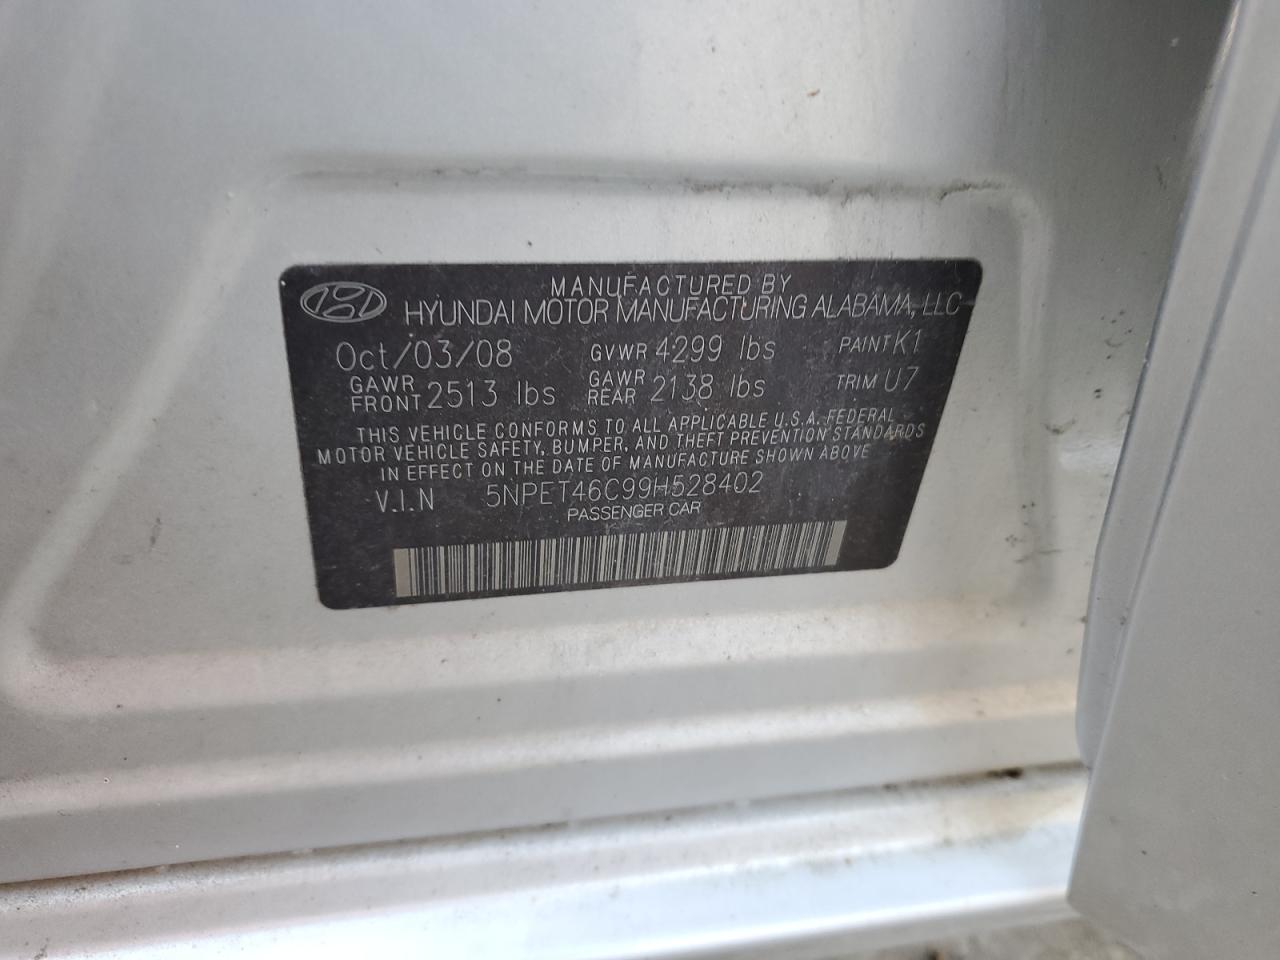 MANUFACTURED BY
HYUNDAI MOTOR MANUFACTURING ALABAMA, LLC
Oct/03/08 GVWR 4299 lbs PAINT K1
GAWR FRONT 2513 lbs GAWR REAR 2138 lbs TRIM U7
THIS VEHICLE CONFORMS TO ALL APPLICABLE U.S.A. FEDERAL
MOTOR VEHICLE SAFETY, BUMPER, AND THEFT PREVENTION STANDARDS
IN EFFECT ON THE DATE OF MANUFACTURE SHOWN ABOVE
V.I.N 5NPET46C99H528402
PASSENGER CAR